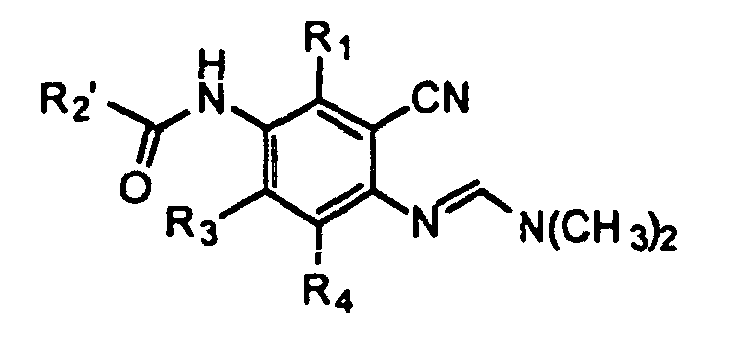 R1
H
R2' N CN
O
R3 N N(CH3)2
R4